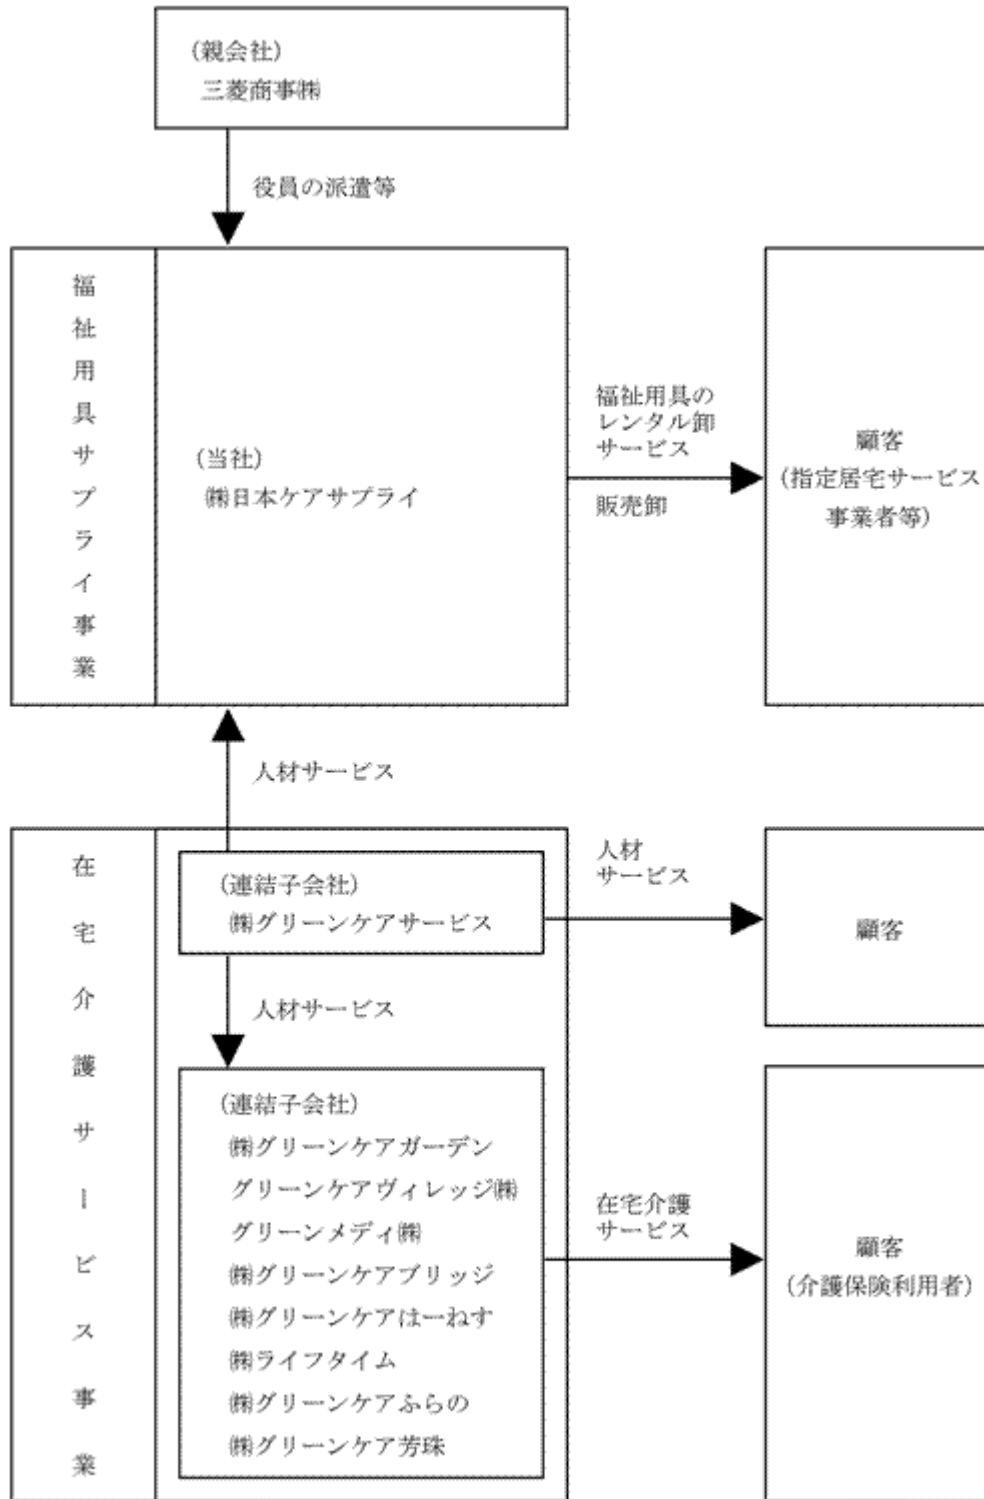 (親会社)
三菱商事㈱
役員の派遣等
福祉用具サプライ事業
(当社)
㈱日本ケアサプライ
福祉用具の
レンタル卸
サービス
販売卸
顧客
(指定居宅サービス
事業者等)
人材サービス
在宅介護サービス事業
(連結子会社)
㈱グリーンケアサービス
人材
サービス
顧客
人材サービス
(連結子会社)
㈱グリーンケアガーデン
グリーンケアヴィレッジ㈱
グリーンメディ㈱
㈱グリーンケアブリッジ
㈱グリーンケアはーねす
㈱ライフタイム
㈱グリーンケアふらの
㈱グリーンケア芳珠
在宅介護
サービス
顧客
(介護保険利用者)